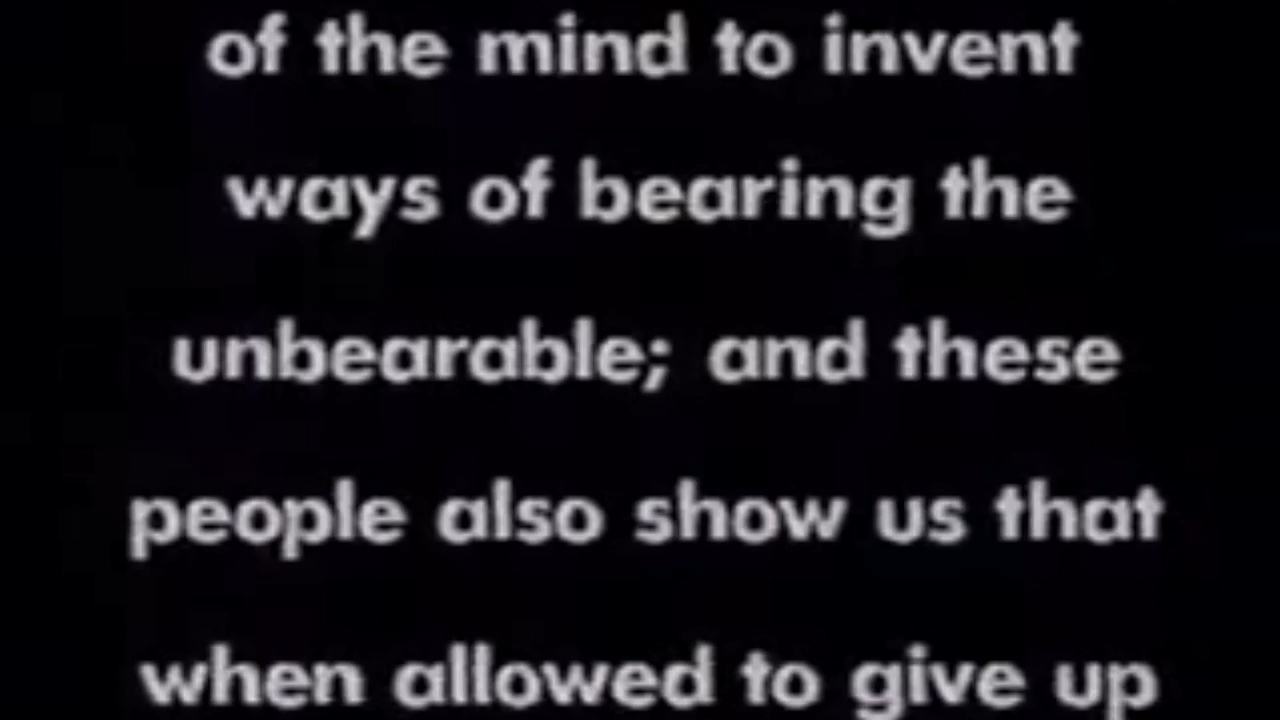 of the mind to invent
ways of bearing the
unbearable; and these
people also show us that
when allowed to give up